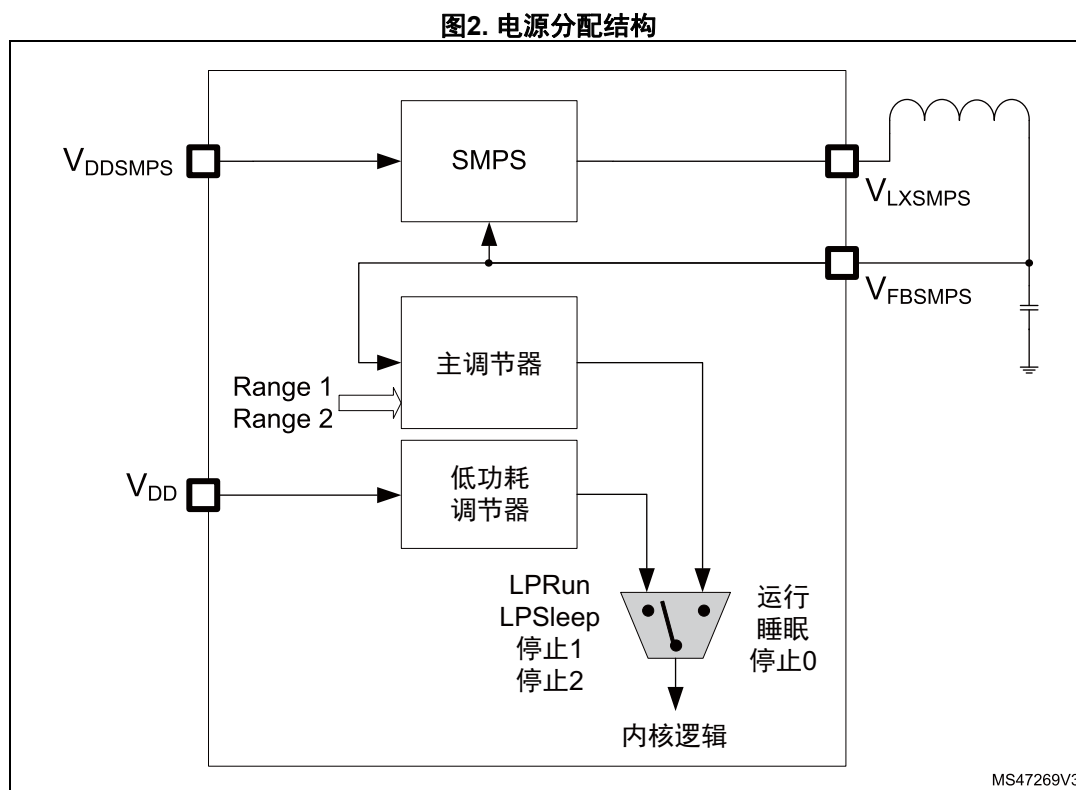 图2. 电源分配结构
VDDSMPS
SMPS
VLXSMPS
VFBSMPS
主调节器
Range 1
Range 2
VDD
低功耗
调节器
LPRun
LPSleep
停止1
停止2
运行
睡眠
停止0
内核逻辑
MS47269V3